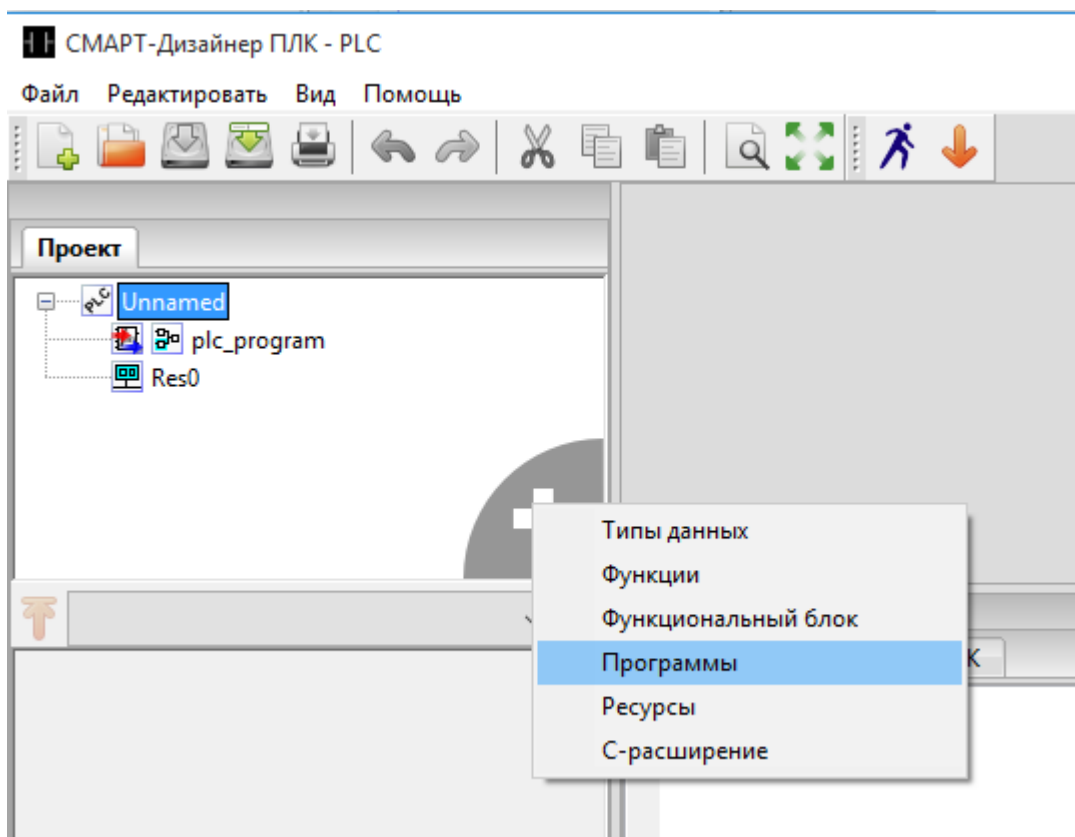 СМАРТ-Дизайнер ПЛК - PLC
Файл Редактировать Вид Помощь
Проект
PLC Unnamed
plc_program
Res0
Типы данных
Функции
Функциональный блок
Программы
К
Ресурсы
С-расширение